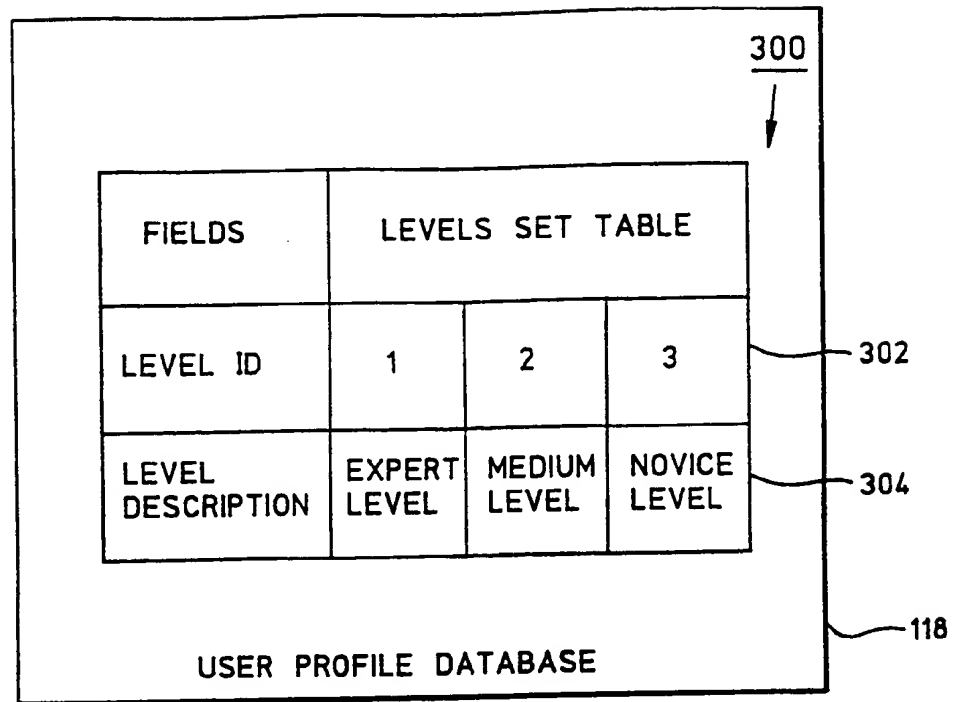 300
FIELDS LEVELS SET TABLE
LEVEL ID 1 2 3 302
LEVEL EXPERT MEDIUM NOVICE
DESCRIPTION LEVEL LEVEL LEVEL 304
118
USER PROFILE DATABASE